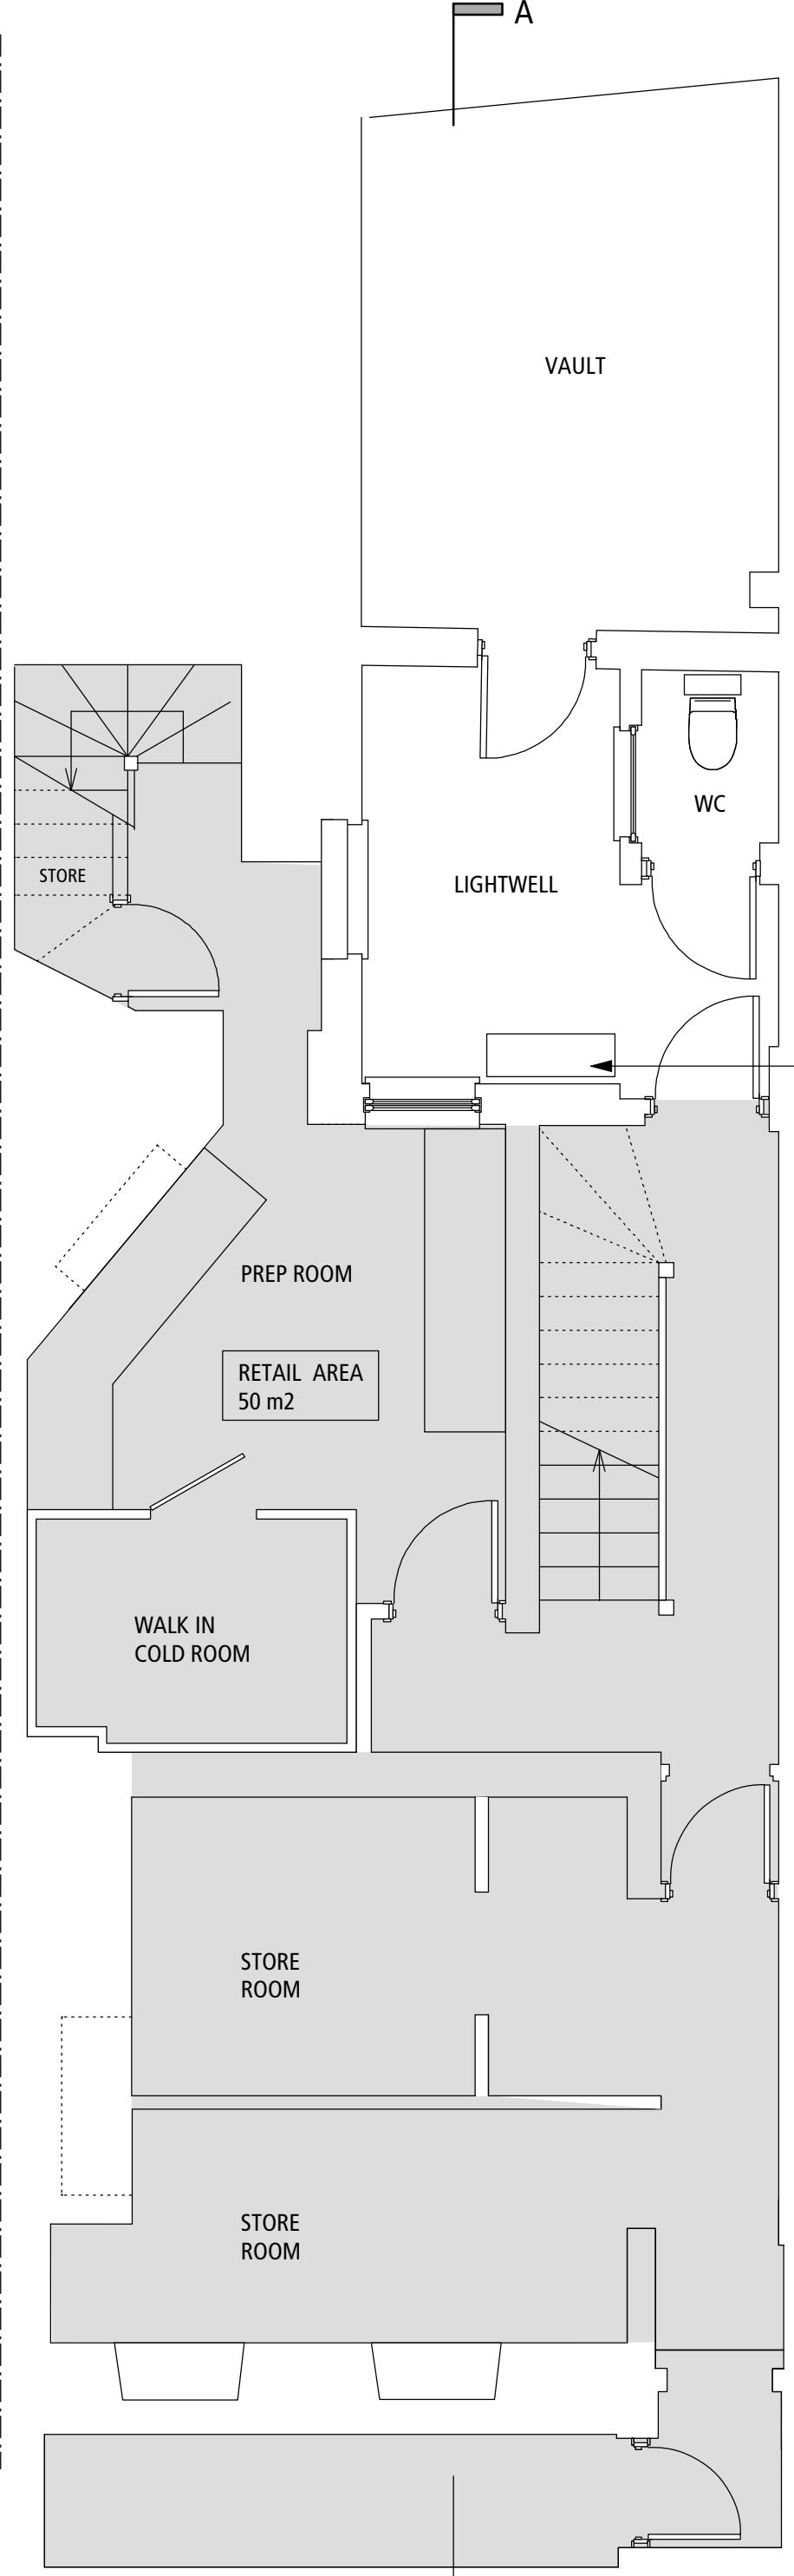 A
VAULT
WC
STORE
LIGHTWELL
PREP ROOM
RETAIL AREA
50 m2
WALK IN
COLD ROOM
STORE
ROOM
STORE
ROOM